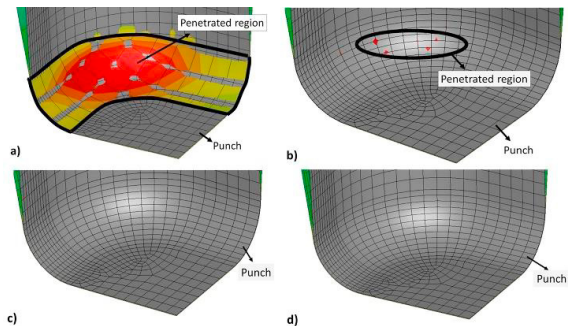 Penetrated region
Punch
a)
Penetrated region
Punch
b)
Punch
c)
Punch
d)